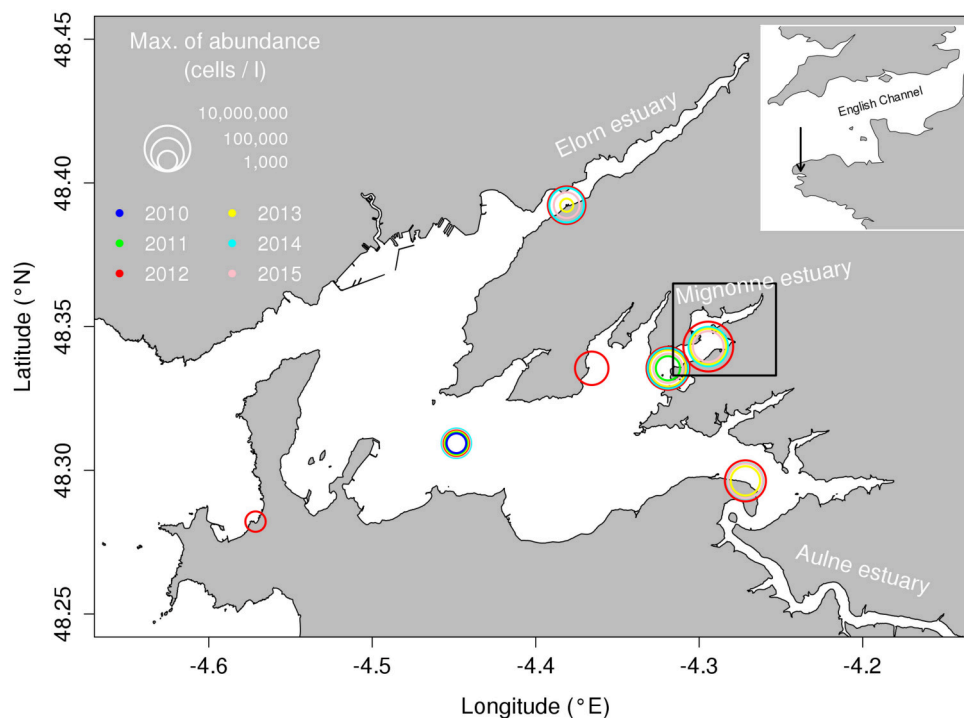 Max. of abundance
(cells / l)
10,000,000
100,000
1,000
2010
2013
2011
2014
2012
2015
Elorn estuary
Mignonne estuary
Aulne estuary
English Channel
48.45
48.40
48.35
48.30
48.25
Latitude (°N)
-4.6
-4.5
-4.4
-4.3
-4.2
Longitude (°E)